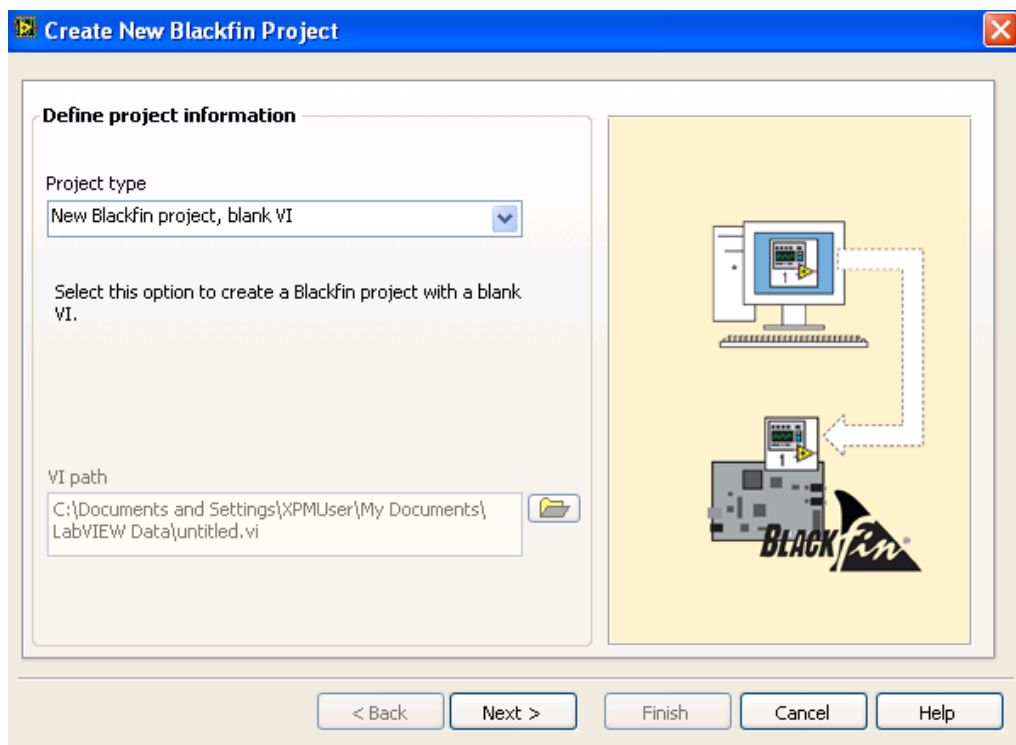 Create New Blackfin Project
Define project information
Project type
New Blackfin project, blank VI
Select this option to create a Blackfin project with a blank
VI.
VI path
C:\Documents and Settings\XPMUser\My Documents\
LabVIEW Data\untitled.vi
1
1
BLACKfin
< Back
Next >
Finish
Cancel
Help